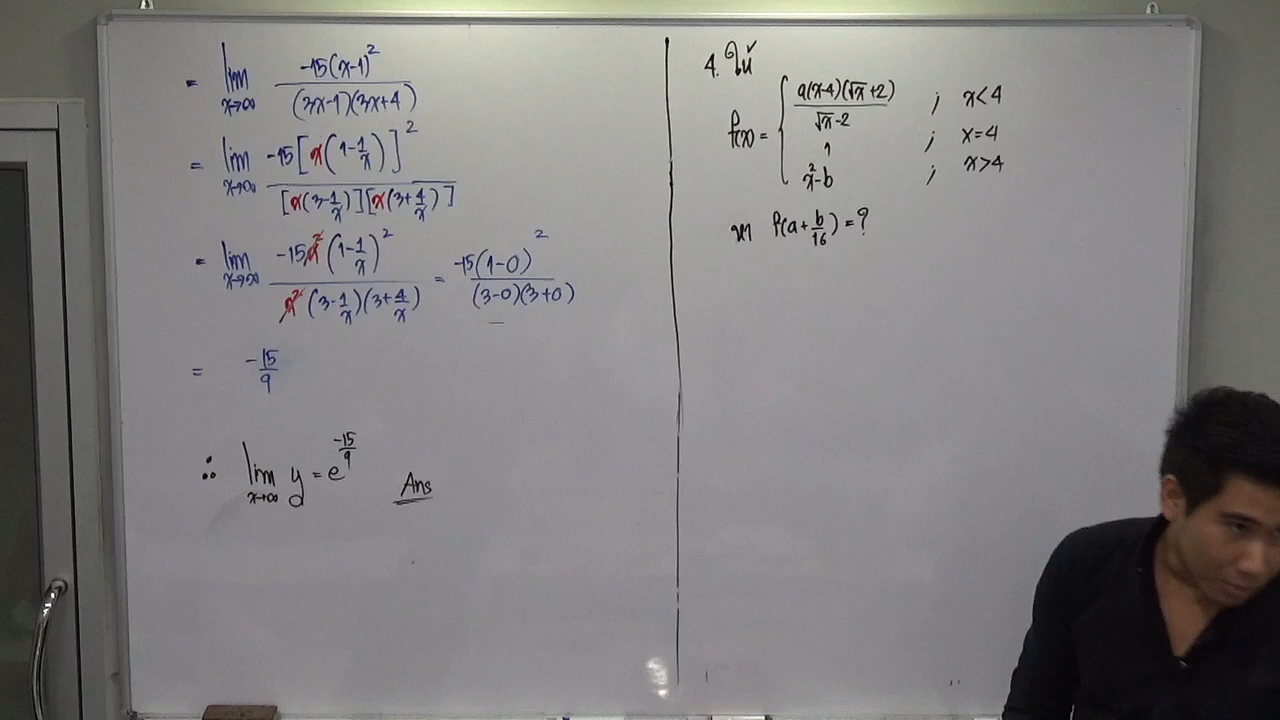 = lim x→∞ -15(x-1)² / (3x-1)(3x+4)
= lim x→∞ -15[x(1-1/x)]² / [x(3-1/x)][x(3+4/x)]
= lim x→∞ -15x²(1-1/x)² / x²(3-1/x)(3+4/x) = -15(1-0)² / (3-0)(3+0)
= -15/9
∴ lim x→∞ y = e^(-15/9) Ans
4. ให้
f(x) = { a(x-4)(√x+2) / √x-2 ; x<4
1 ; x=4
x²-b ; x>4
หา f(a+b/16) = ?